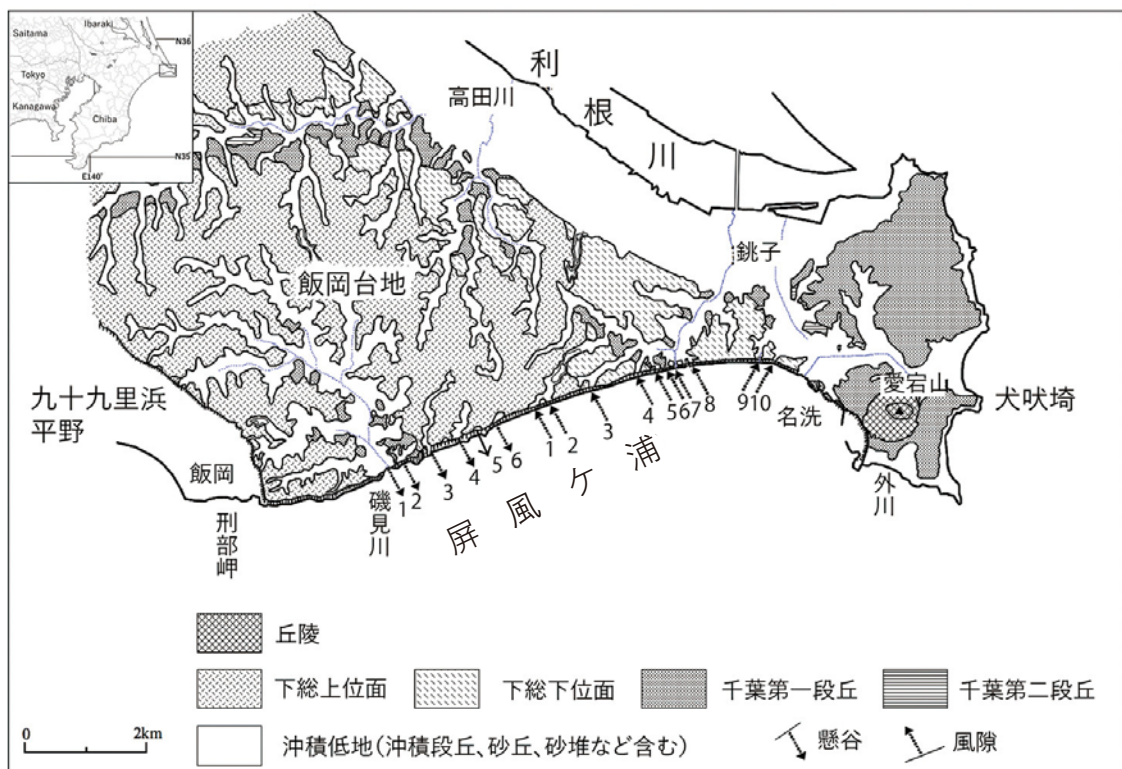 Ibaraki
Saitama
N36
Tokyo
Kanagawa
Chiba
N35
E140°
利根川
高田川
銚子
飯岡台地
愛宕山
犬吠埼
九十九里浜
平野
飯岡
刑部岬
磯見川
1 2 3 4 5 6 1 2 3 4 5 6 7 8 9 10
名洗
外川
屏風ケ浦
丘陵
下総上位面
下総下位面
千葉第一段丘
千葉第二段丘
沖積低地(沖積段丘、砂丘、砂堆など含む)
懸谷
風隙
0 2km